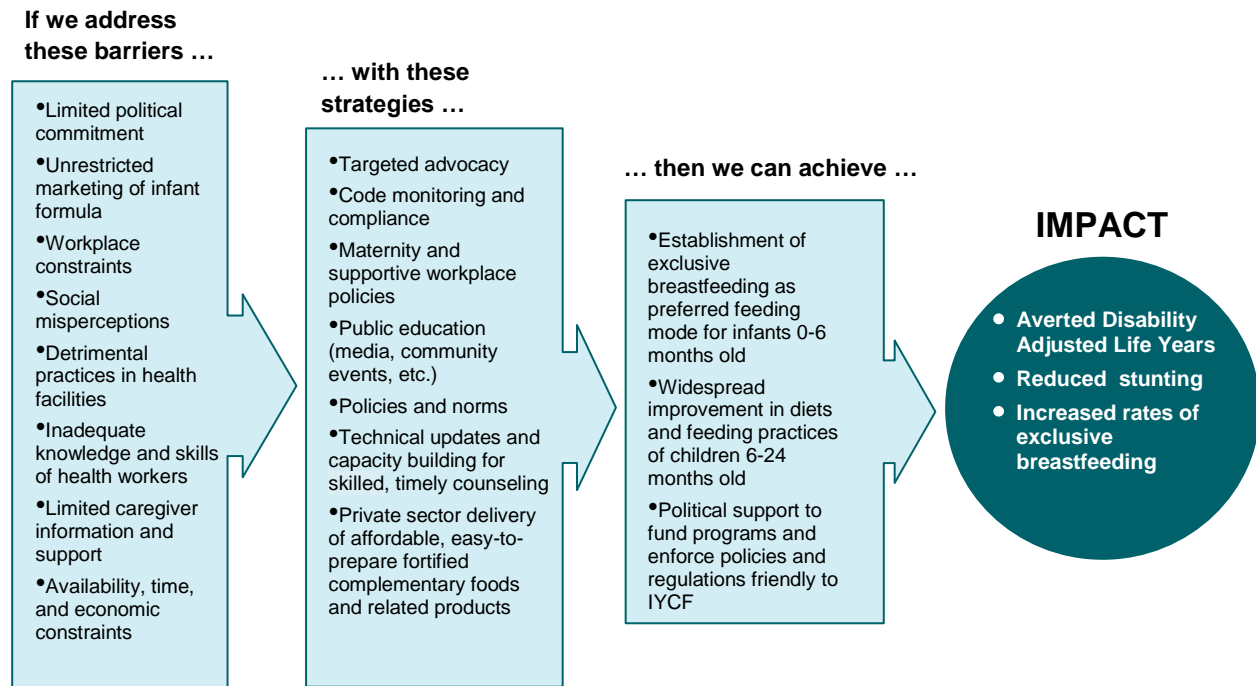 If we address
these barriers …
•Limited political
commitment
•Unrestricted
marketing of infant
formula
•Workplace
constraints
•Social
misperceptions
•Detrimental
practices in health
facilities
•Inadequate
knowledge and skills
of health workers
•Limited caregiver
information and
support
•Availability, time,
and economic
constraints
… with these
strategies …
•Targeted advocacy
•Code monitoring and
compliance
•Maternity and
supportive workplace
policies
•Public education
(media, community
events, etc.)
•Policies and norms
•Technical updates and
capacity building for
skilled, timely counseling
•Private sector delivery
of affordable, easy-to-
prepare fortified
complementary foods
and related products
… then we can achieve …
•Establishment of
exclusive
breastfeeding as
preferred feeding
mode for infants 0-6
months old
•Widespread
improvement in diets
and feeding practices
of children 6-24
months old
•Political support to
fund programs and
enforce policies and
regulations friendly to
IYCF
IMPACT
• Averted Disability
Adjusted Life Years
• Reduced stunting
• Increased rates of
exclusive
breastfeeding